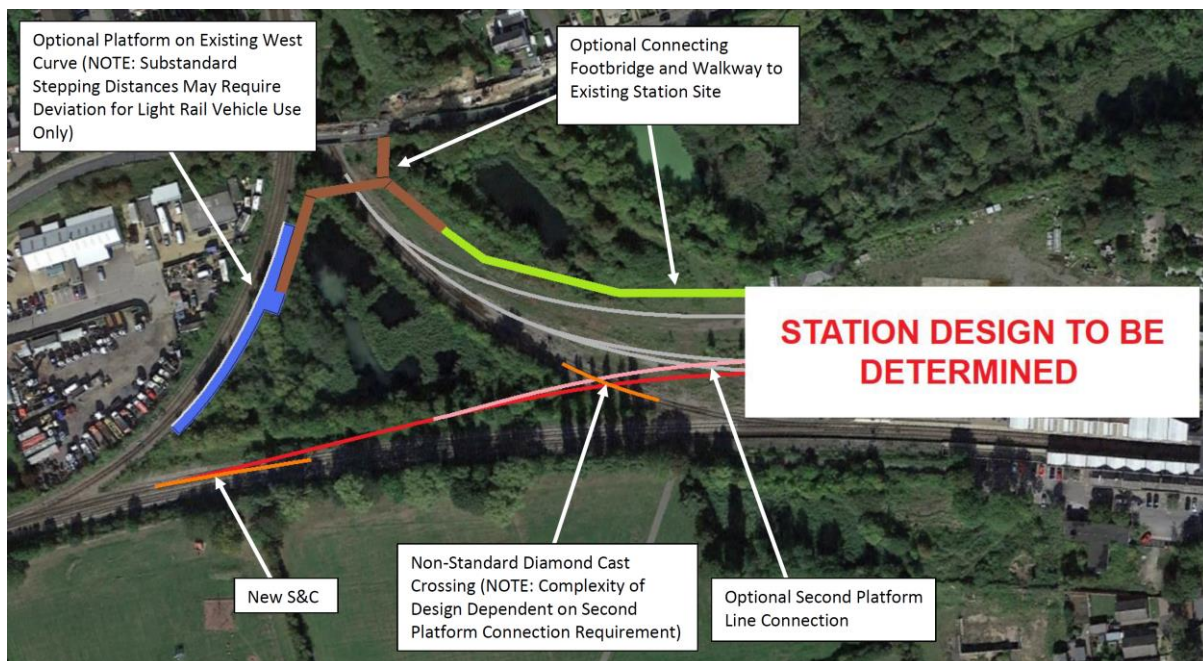 Optional Platform on Existing West
Curve (NOTE: Substandard
Stepping Distances May Require
Deviation for Light Rail Vehicle Use
Only)
Optional Connecting
Footbridge and Walkway to
Existing Station Site
STATION DESIGN TO BE
DETERMINED
New S&C
Non-Standard Diamond Cast
Crossing (NOTE: Complexity of
Design Dependent on Second
Platform Connection Requirement)
Optional Second Platform
Line Connection